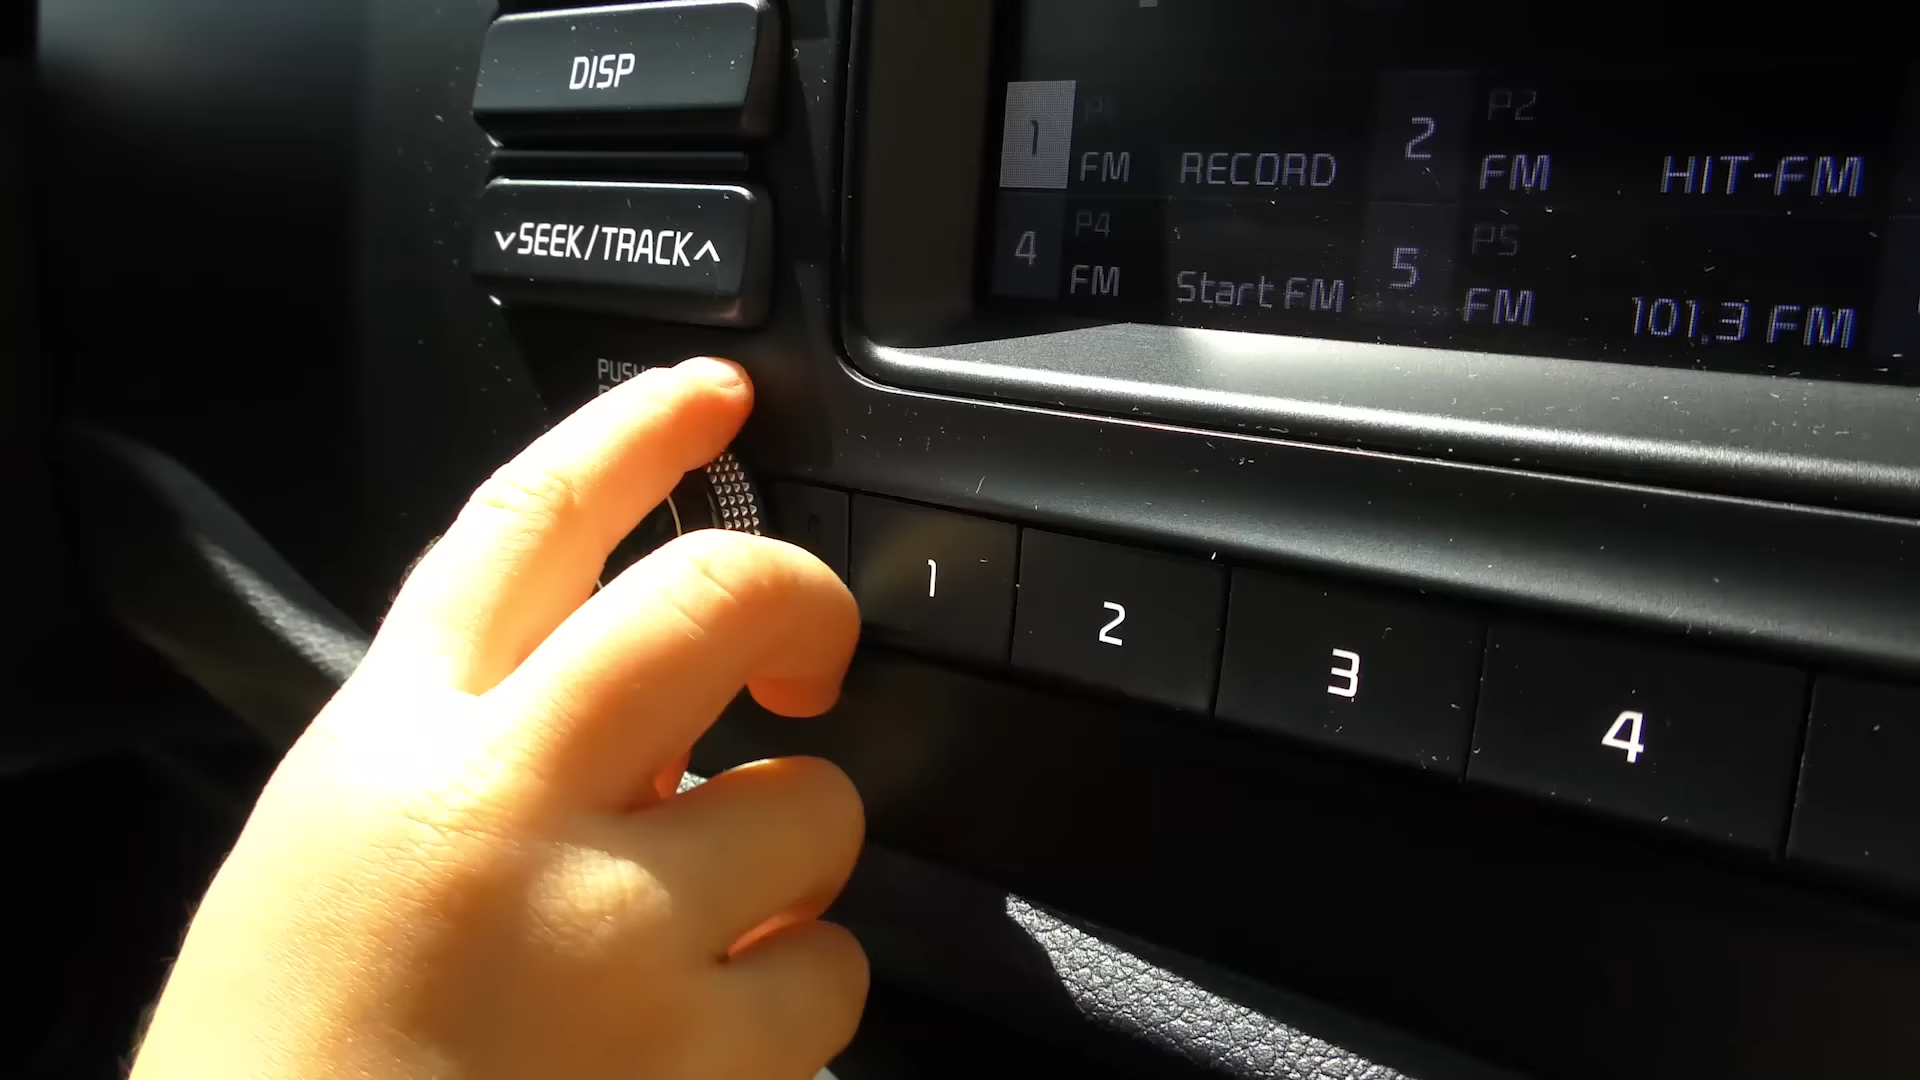 DISP
SEEK/TRACK
PUSH
1 P1
FM RECORD
2 P2
FM HIT-FM
4 P4
FM Start FM
5 P5
FM 101.3 FM
1
2
3
4